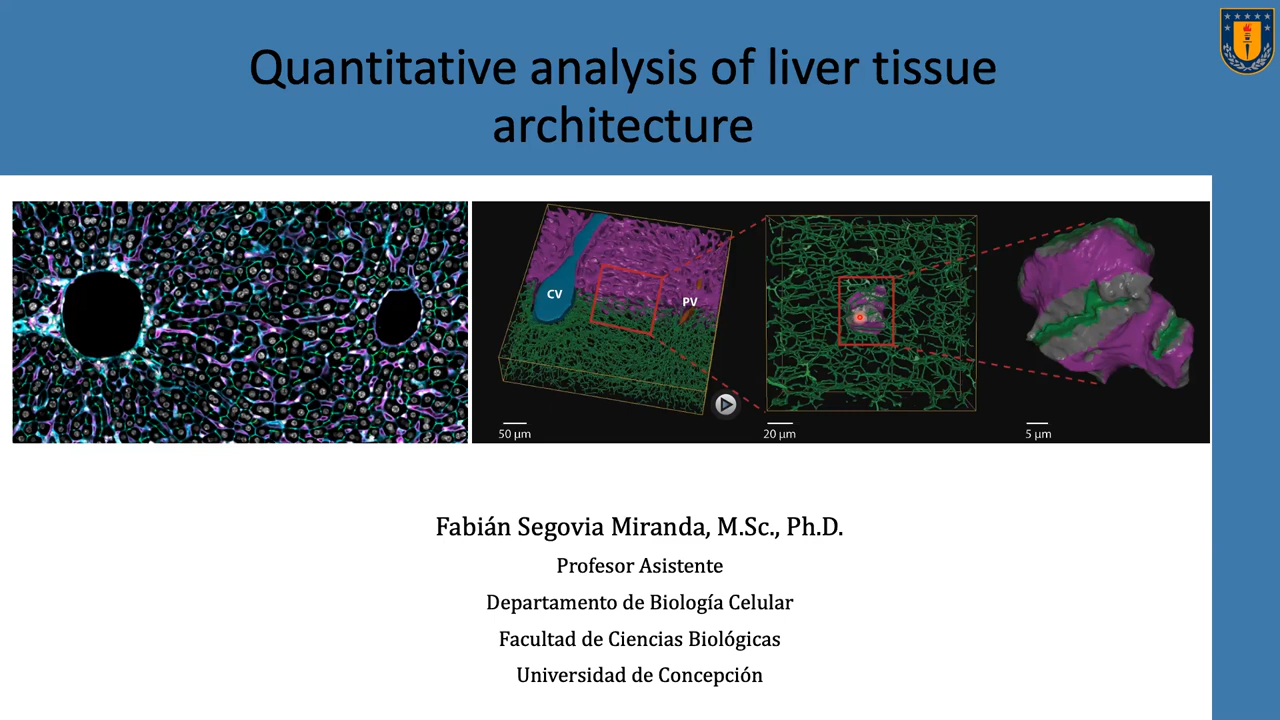 Quantitative analysis of liver tissue
architecture
CV
PV
50 µm
20 µm
5 µm
Fabián Segovia Miranda, M.Sc., Ph.D.
Profesor Asistente
Departamento de Biología Celular
Facultad de Ciencias Biológicas
Universidad de Concepción